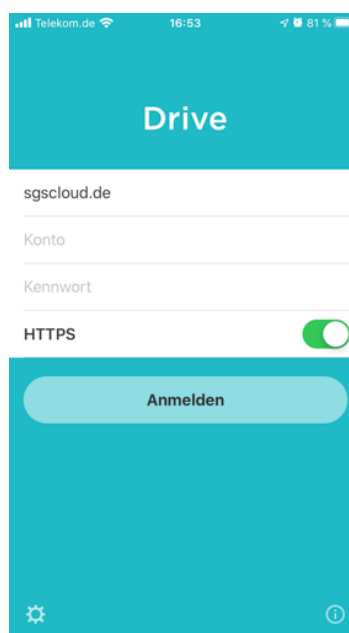 Telekom.de 16:53 81 %
Drive
sgscloud.de
Konto
Kennwort
HTTPS
Anmelden